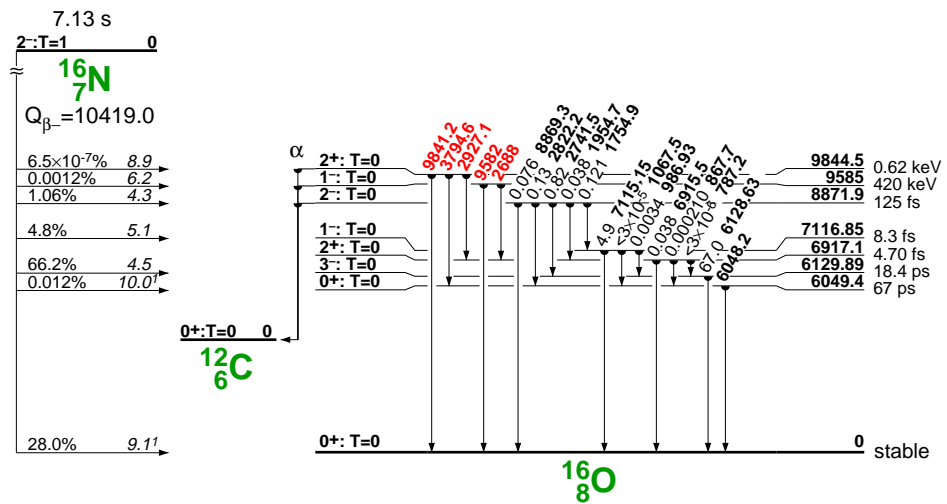 7.13 s
2–:T=1 0
16
7 N
Qβ–=10419.0
α
6.5×10-7% 8.9
0.0012% 6.2
1.06% 4.3
4.8% 5.1
66.2% 4.5
0.012% 10.01
28.0% 9.11
9841.2
3794.6
2927.1
9582
2688
0.076 8869.3
0.13 2822.2
0.82 2741.5
0.038 1954.7
0.121 1754.9
4.9 7115.15
<3×10-5 1067.5
0.0034 986.93
0.038 6915.5
0.000210 867.7
<3×10-6 787.2
67.0 6128.63
6048.2
2+: T=0 9844.5 0.62 keV
1–: T=0 9585 420 keV
2–: T=0 8871.9 125 fs
1–: T=0 7116.85 8.3 fs
2+: T=0 6917.1 4.70 fs
3–: T=0 6129.89 18.4 ps
0+: T=0 6049.4 67 ps
0+:T=0 0
12
6 C
0+: T=0 0 stable
16
8 O